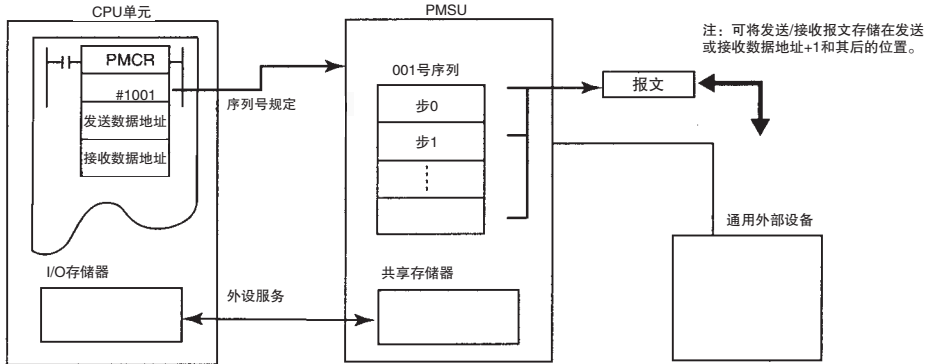 CPU单元
PMCR
#1001
发送数据地址
接收数据地址
I/O存储器
序列号规定
外设服务
PMSU
001号序列
步0
步1
共享存储器
报文
注：可将发送/接收报文存储在发送
或接收数据地址+1和其后的位置。
通用外部设备